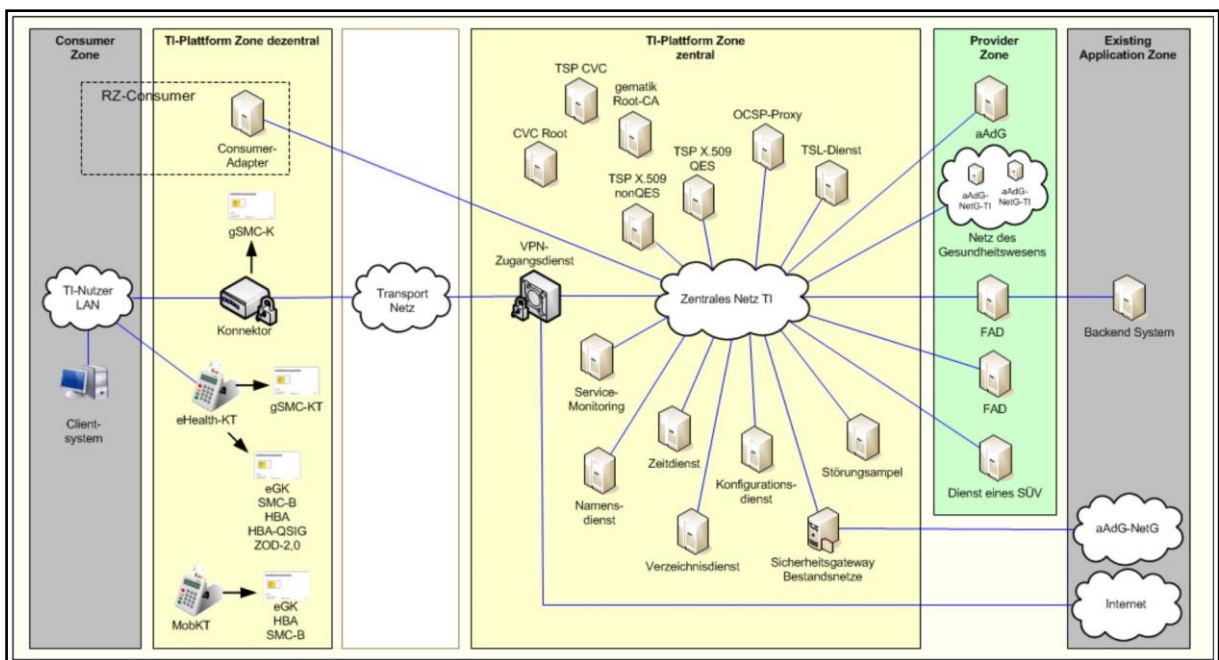 Consumer
Zone
TI-Plattform Zone dezentral
TI-Plattform Zone
zentral
Provider
Zone
Existing
Application Zone
RZ-Consumer
Consumer-
Adapter
gSMC-K
TI-Nutzer
LAN
Konnektor
Client-
system
eHealth-KT
gSMC-KT
eGK
SMC-B
HBA
HBA-QSIG
ZOD-2,0
MobKT
eGK
HBA
SMC-B
Transport
Netz
VPN-
Zugangsdienst
TSP CVC
gematik
Root-CA
CVC Root
TSP X.509
nonQES
TSP X.509
QES
OCSP-Proxy
TSL-Dienst
Zentrales Netz TI
Service-
Monitoring
Namens-
dienst
Zeitdienst
Verzeichnisdienst
Konfigurations-
dienst
Störungsampel
Sicherheitsgateway
Bestandsnetze
aAdG
aAdG-
NetG-TI
aAdG-
NetG-TI
Netz des
Gesundheitswesens
FAD
FAD
Dienst eines SÜV
Backend System
aAdG-NetG
Internet